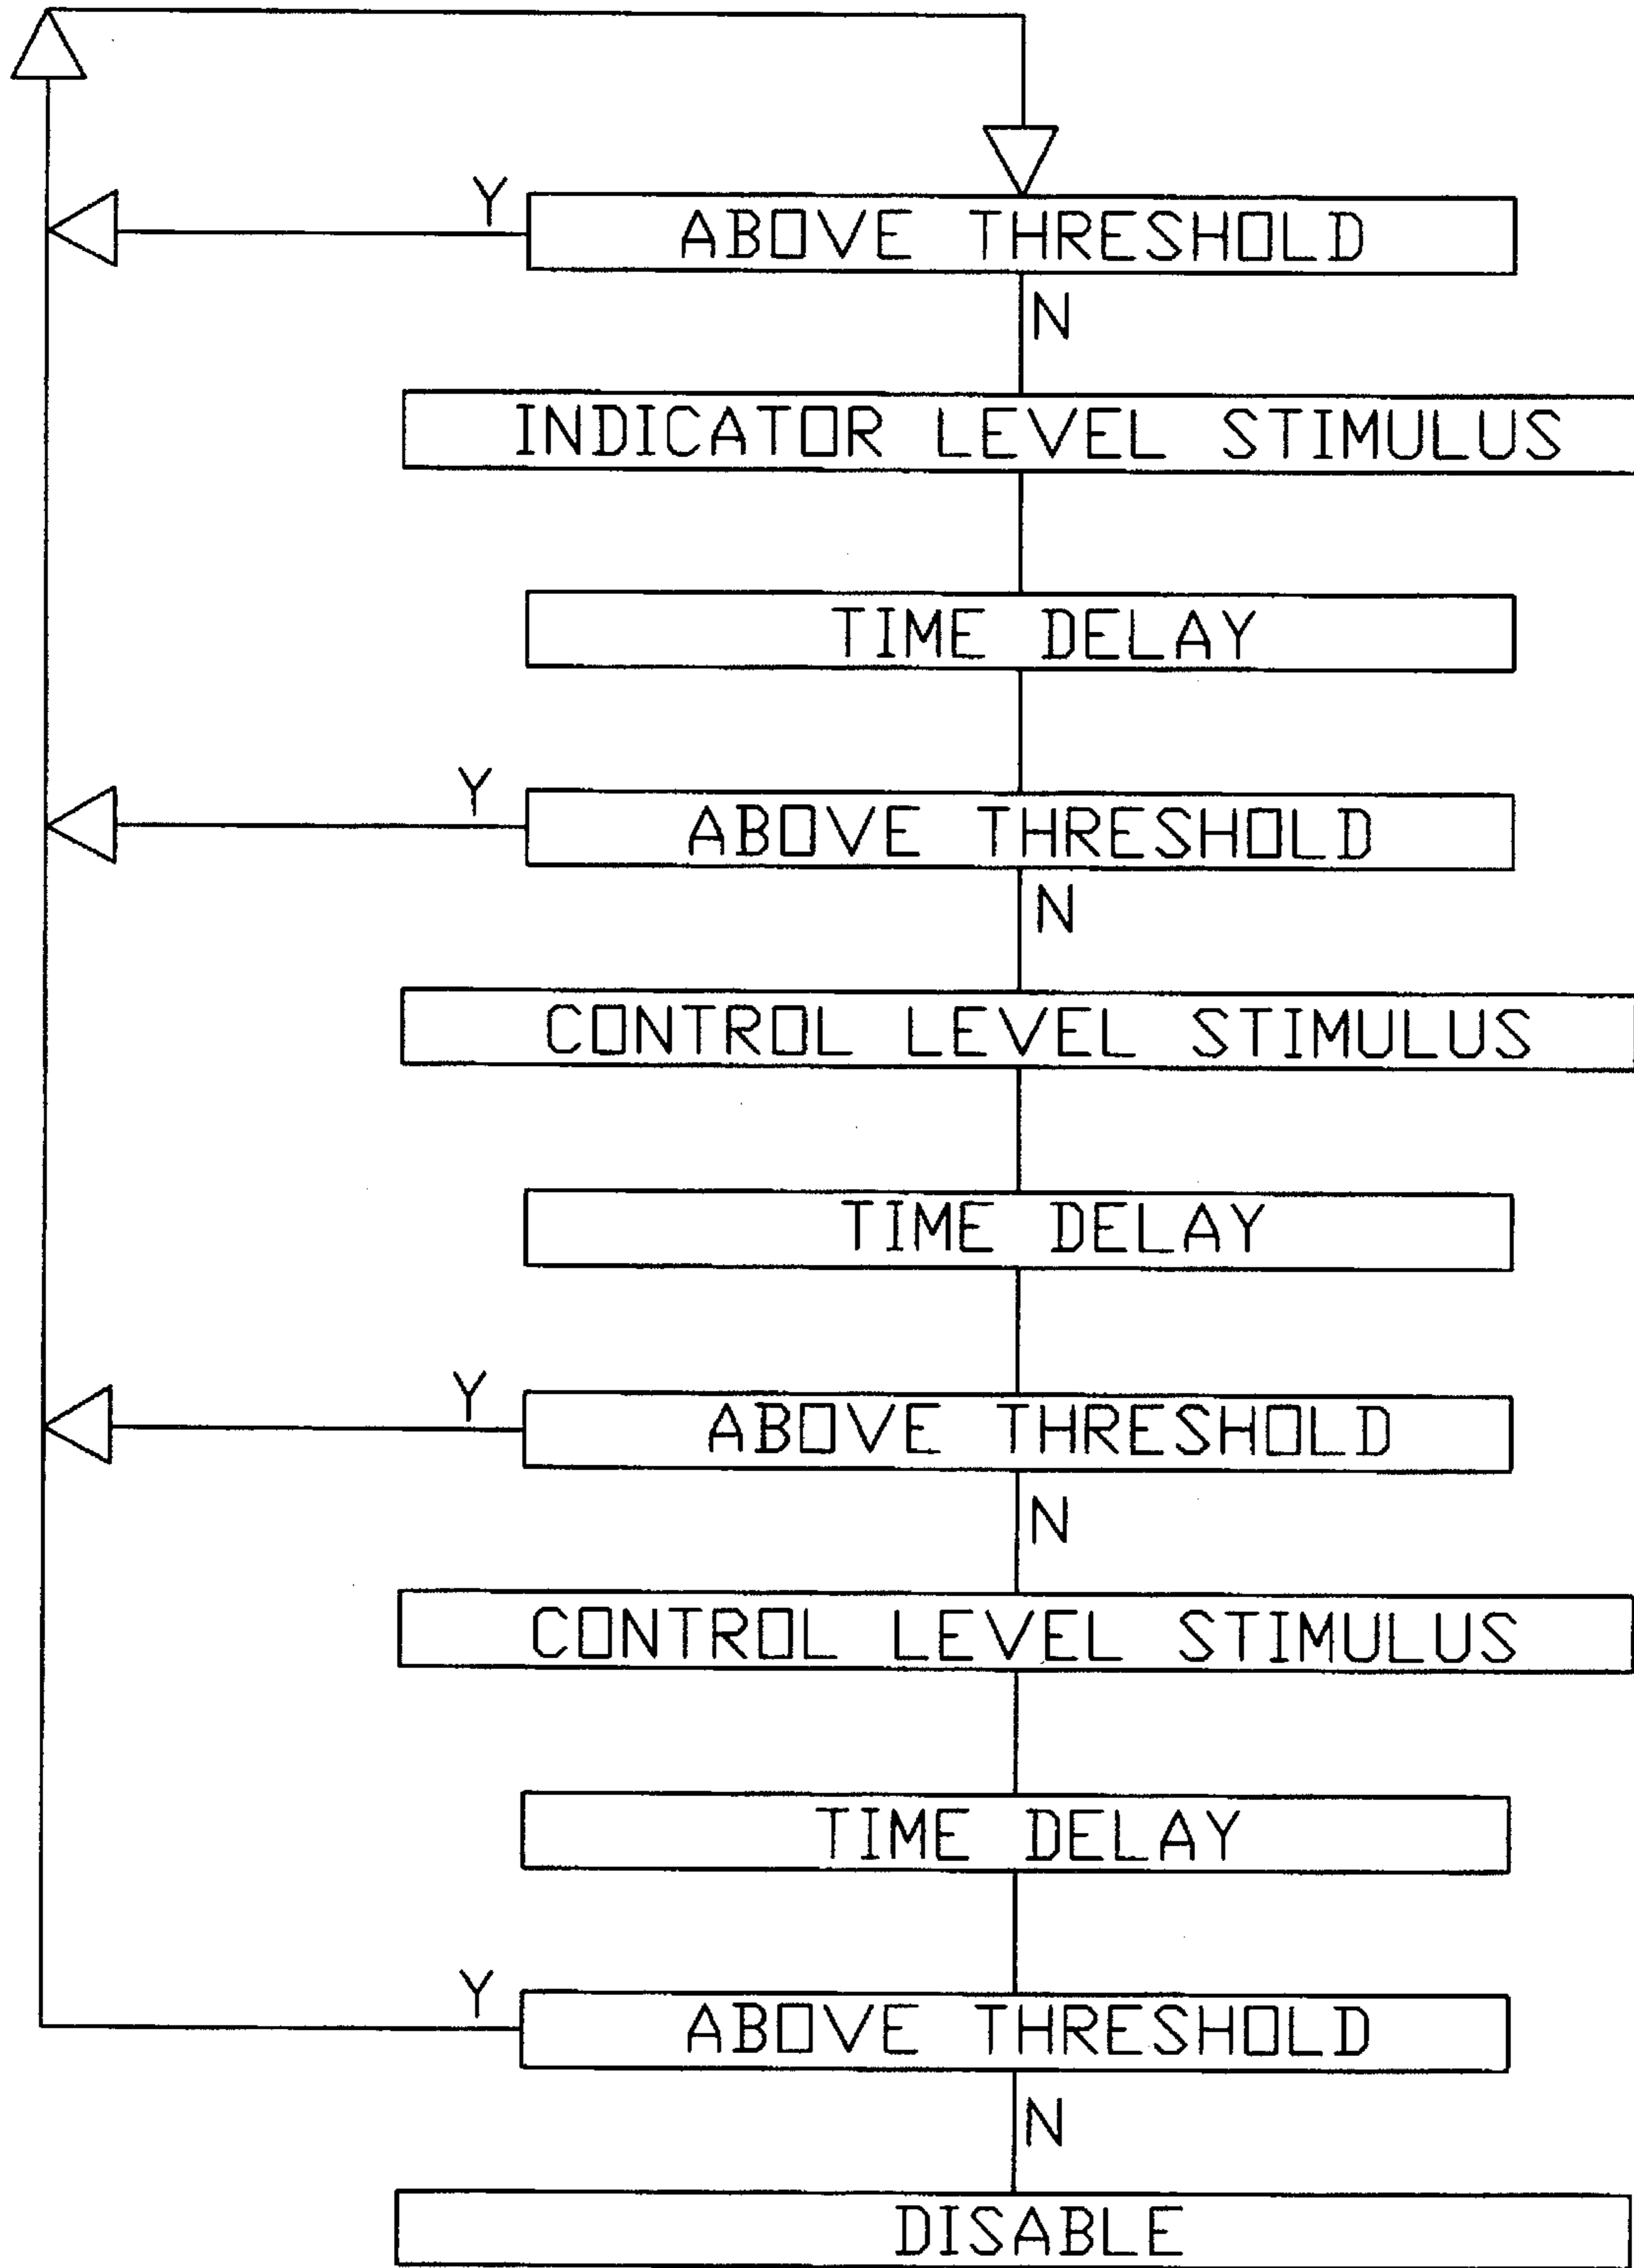 Y
ABOVE THRESHOLD
N
INDICATOR LEVEL STIMULUS
TIME DELAY
Y
ABOVE THRESHOLD
N
CONTROL LEVEL STIMULUS
TIME DELAY
Y
ABOVE THRESHOLD
N
CONTROL LEVEL STIMULUS
TIME DELAY
Y
ABOVE THRESHOLD
N
DISABLE